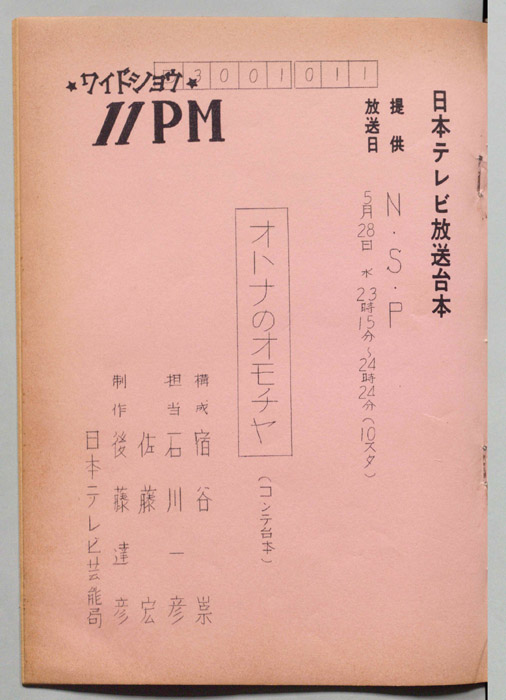 日本テレビ放送台本
提供 N・S・P
放送日 5月28日 水 23時15分~24時24分(10スタ)
3001011
ワイドショウ
11PM
オトナのオモチヤ
(コンテ台本)
構成 宿谷 崇
担当 石川 一彦
佐藤 宏
制作 後藤 達彦
日本テレビ芸能局